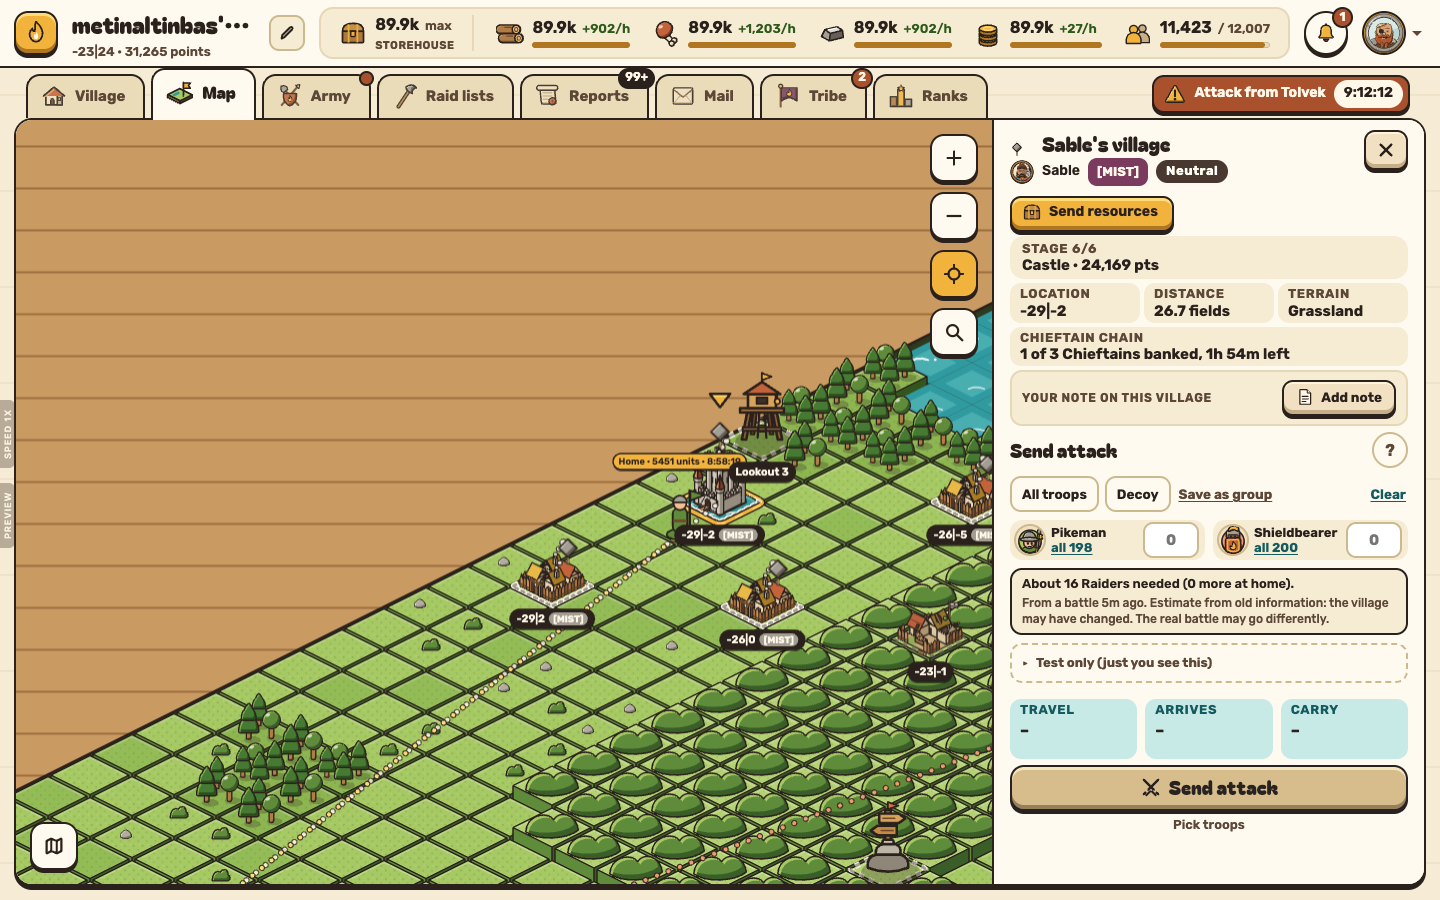 metinaltinbas'•••
-23|24 • 31,265 points
89.9k max
STOREHOUSE
89.9k +902/h
89.9k +1,203/h
89.9k +902/h
89.9k +27/h
11,423 / 12,007
1
Village
Map
Army
Raid lists
Reports
99+
Mail
Tribe
2
Ranks
Attack from Tolvek 9:12:12
SPEED 1X
PREVIEW
Home • 5451 units • 8:58:19
Lookout 3
-29|-2 [MIST]
-26|-5
-29|2 [MIST]
-26|0 [MIST]
-23|-1
Sable's village
Sable [MIST] Neutral
Send resources
STAGE 6/6
Castle • 24,169 pts
LOCATION
-29|-2
DISTANCE
26.7 fields
TERRAIN
Grassland
CHIEFTAIN CHAIN
1 of 3 Chieftains banked, 1h 54m left
YOUR NOTE ON THIS VILLAGE
Add note
Send attack
?
All troops
Decoy
Save as group
Clear
Pikeman
all 198
0
Shieldbearer
all 200
0
About 16 Raiders needed (0 more at home).
From a battle 5m ago. Estimate from old information: the village
may have changed. The real battle may go differently.
Test only (just you see this)
TRAVEL
-
ARRIVES
-
CARRY
-
Send attack
Pick troops